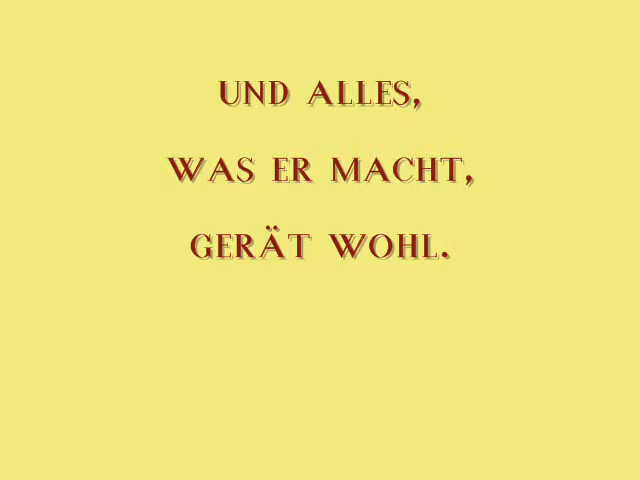 UND ALLES,
WAS ER MACHT,
GERÄT WOHL.